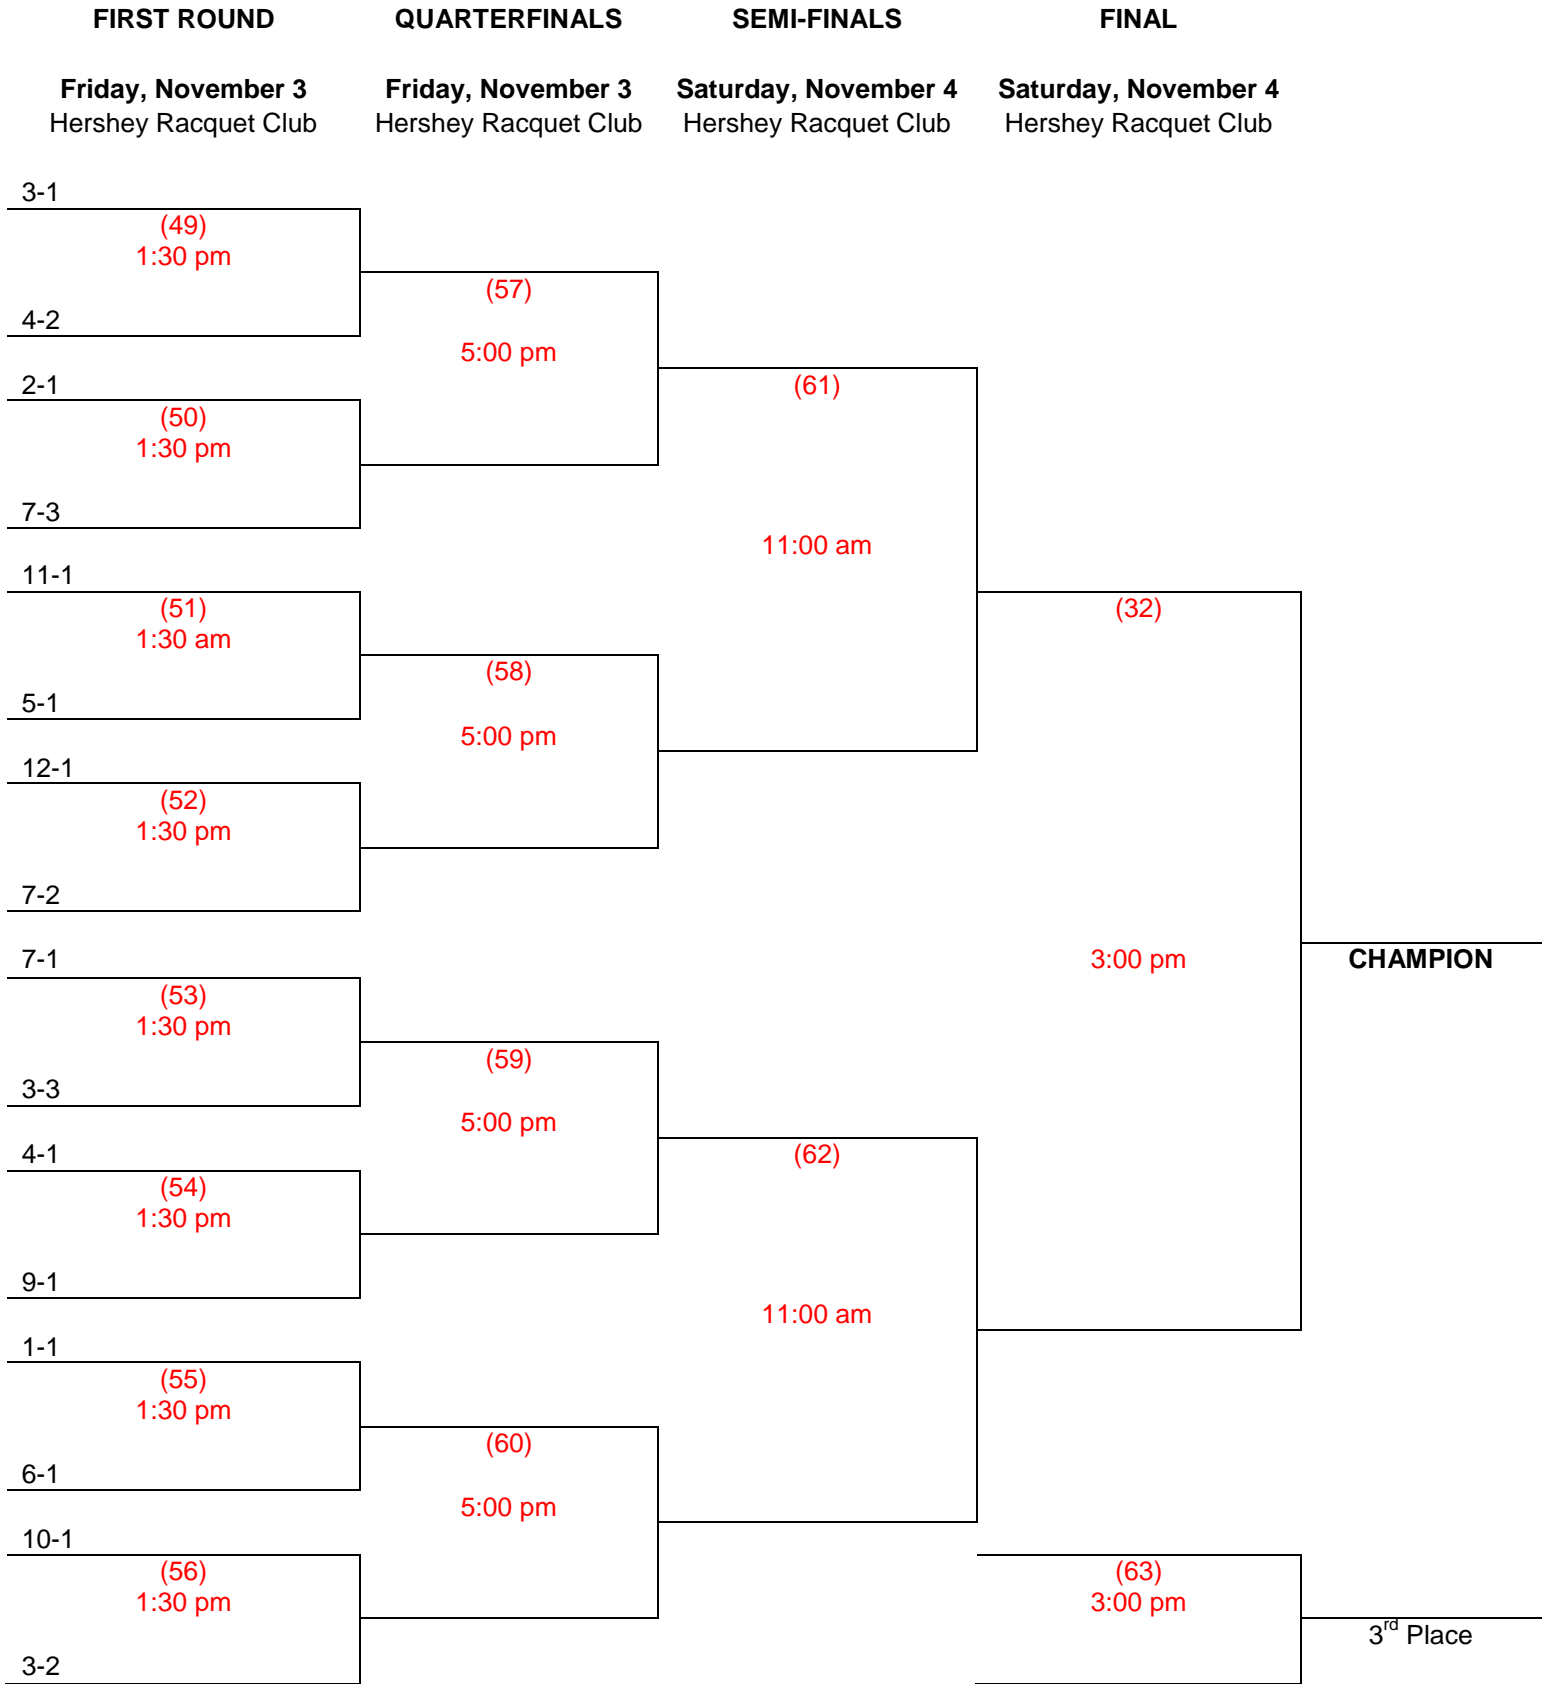 FIRST ROUND QUARTERFINALS SEMI-FINALS FINAL
Friday, November 3 Friday, November 3 Saturday, November 4 Saturday, November 4
Hershey Racquet Club Hershey Racquet Club Hershey Racquet Club Hershey Racquet Club
3-1
(49)
1:30 pm
(57)
4-2
5:00 pm
2-1
(61)
(50)
1:30 pm
7-3
11:00 am
11-1
(51)
(32)
1:30 am
(58)
5-1
5:00 pm
12-1
(52)
1:30 pm
7-2
7-1
3:00 pm
CHAMPION
(53)
1:30 pm
(59)
3-3
5:00 pm
4-1
(62)
(54)
1:30 pm
9-1
11:00 am
1-1
(55)
1:30 pm
(60)
6-1
5:00 pm
10-1
(56)
(63)
1:30 pm
3:00 pm
3rd Place
3-2